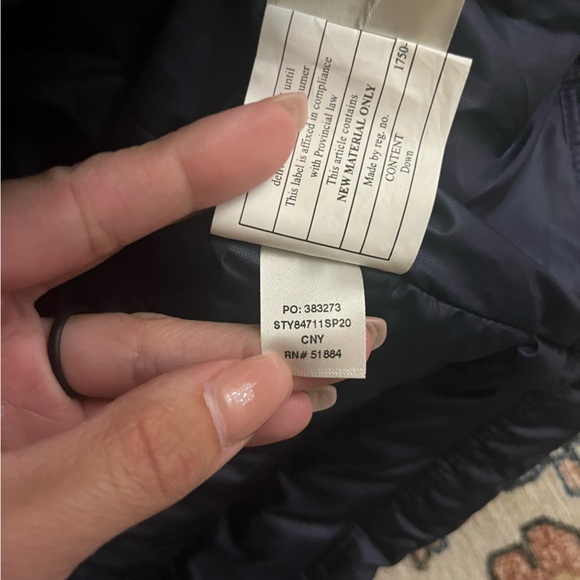 until
umer
This label is affixed in compliance
with Provincial law
This article contains
NEW MATERIAL ONLY
Made by reg. no.
1750-
CONTENT
Down
PO: 383273
STY84711SP20
CNY
RN# 51884